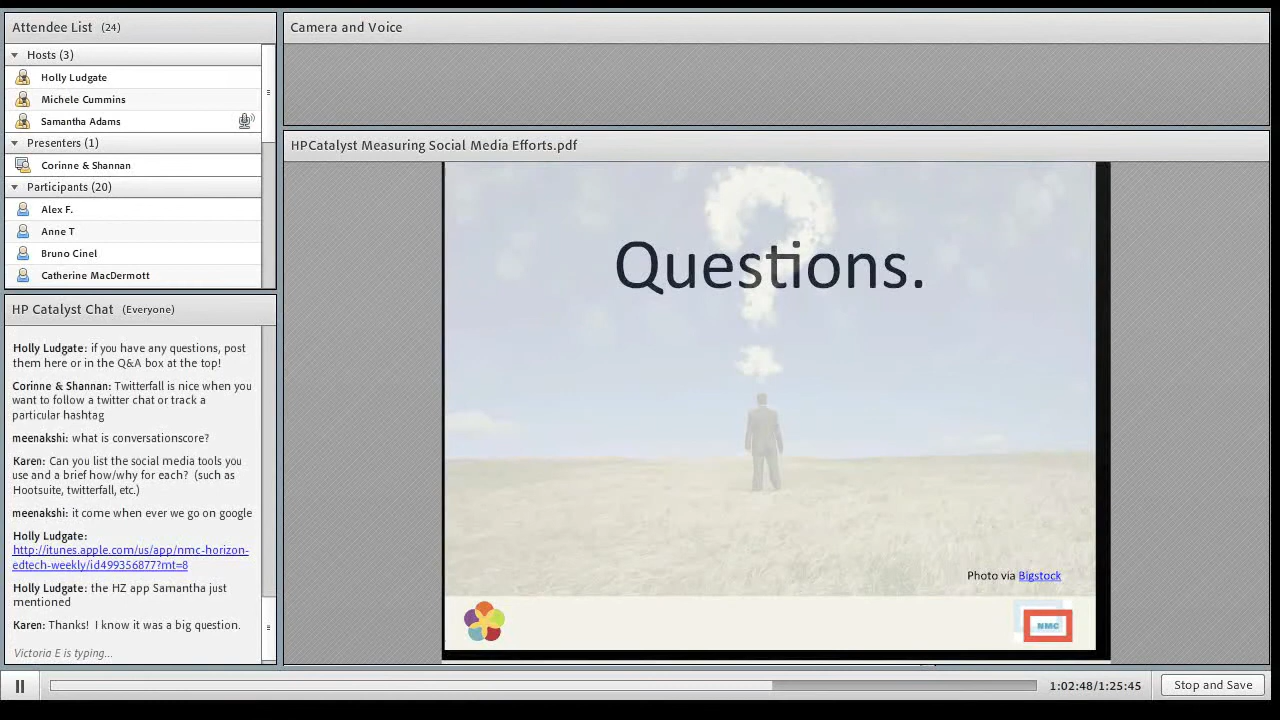 Attendee List (24)
Hosts (3)
Holly Ludgate
Michele Cummins
Samantha Adams
Presenters (1)
Corinne & Shannan
Participants (20)
Alex F.
Anne T
Bruno Cinel
Catherine MacDermott
HP Catalyst Chat (Everyone)
Holly Ludgate: if you have any questions, post
them here or in the Q&A box at the top!
Corinne & Shannan: Twitterfall is nice when you
want to follow a twitter chat or track a
particular hashtag
meenakshi: what is conversationscore?
Karen: Can you list the social media tools you
use and a brief how/why for each? (such as
Hootsuite, twitterfall, etc.)
meenakshi: it come when ever we go on google
Holly Ludgate:
http://itunes.apple.com/us/app/nmc-horizon-
edtech-weekly/id499356877?mt=8
Holly Ludgate: the HZ app Samantha just
mentioned
Karen: Thanks! I know it was a big question.
Victoria E is typing...
Camera and Voice
HPCatalyst Measuring Social Media Efforts.pdf
Questions.
Photo via Bigstock
NMC
1:02:48/1:25:45
Stop and Save